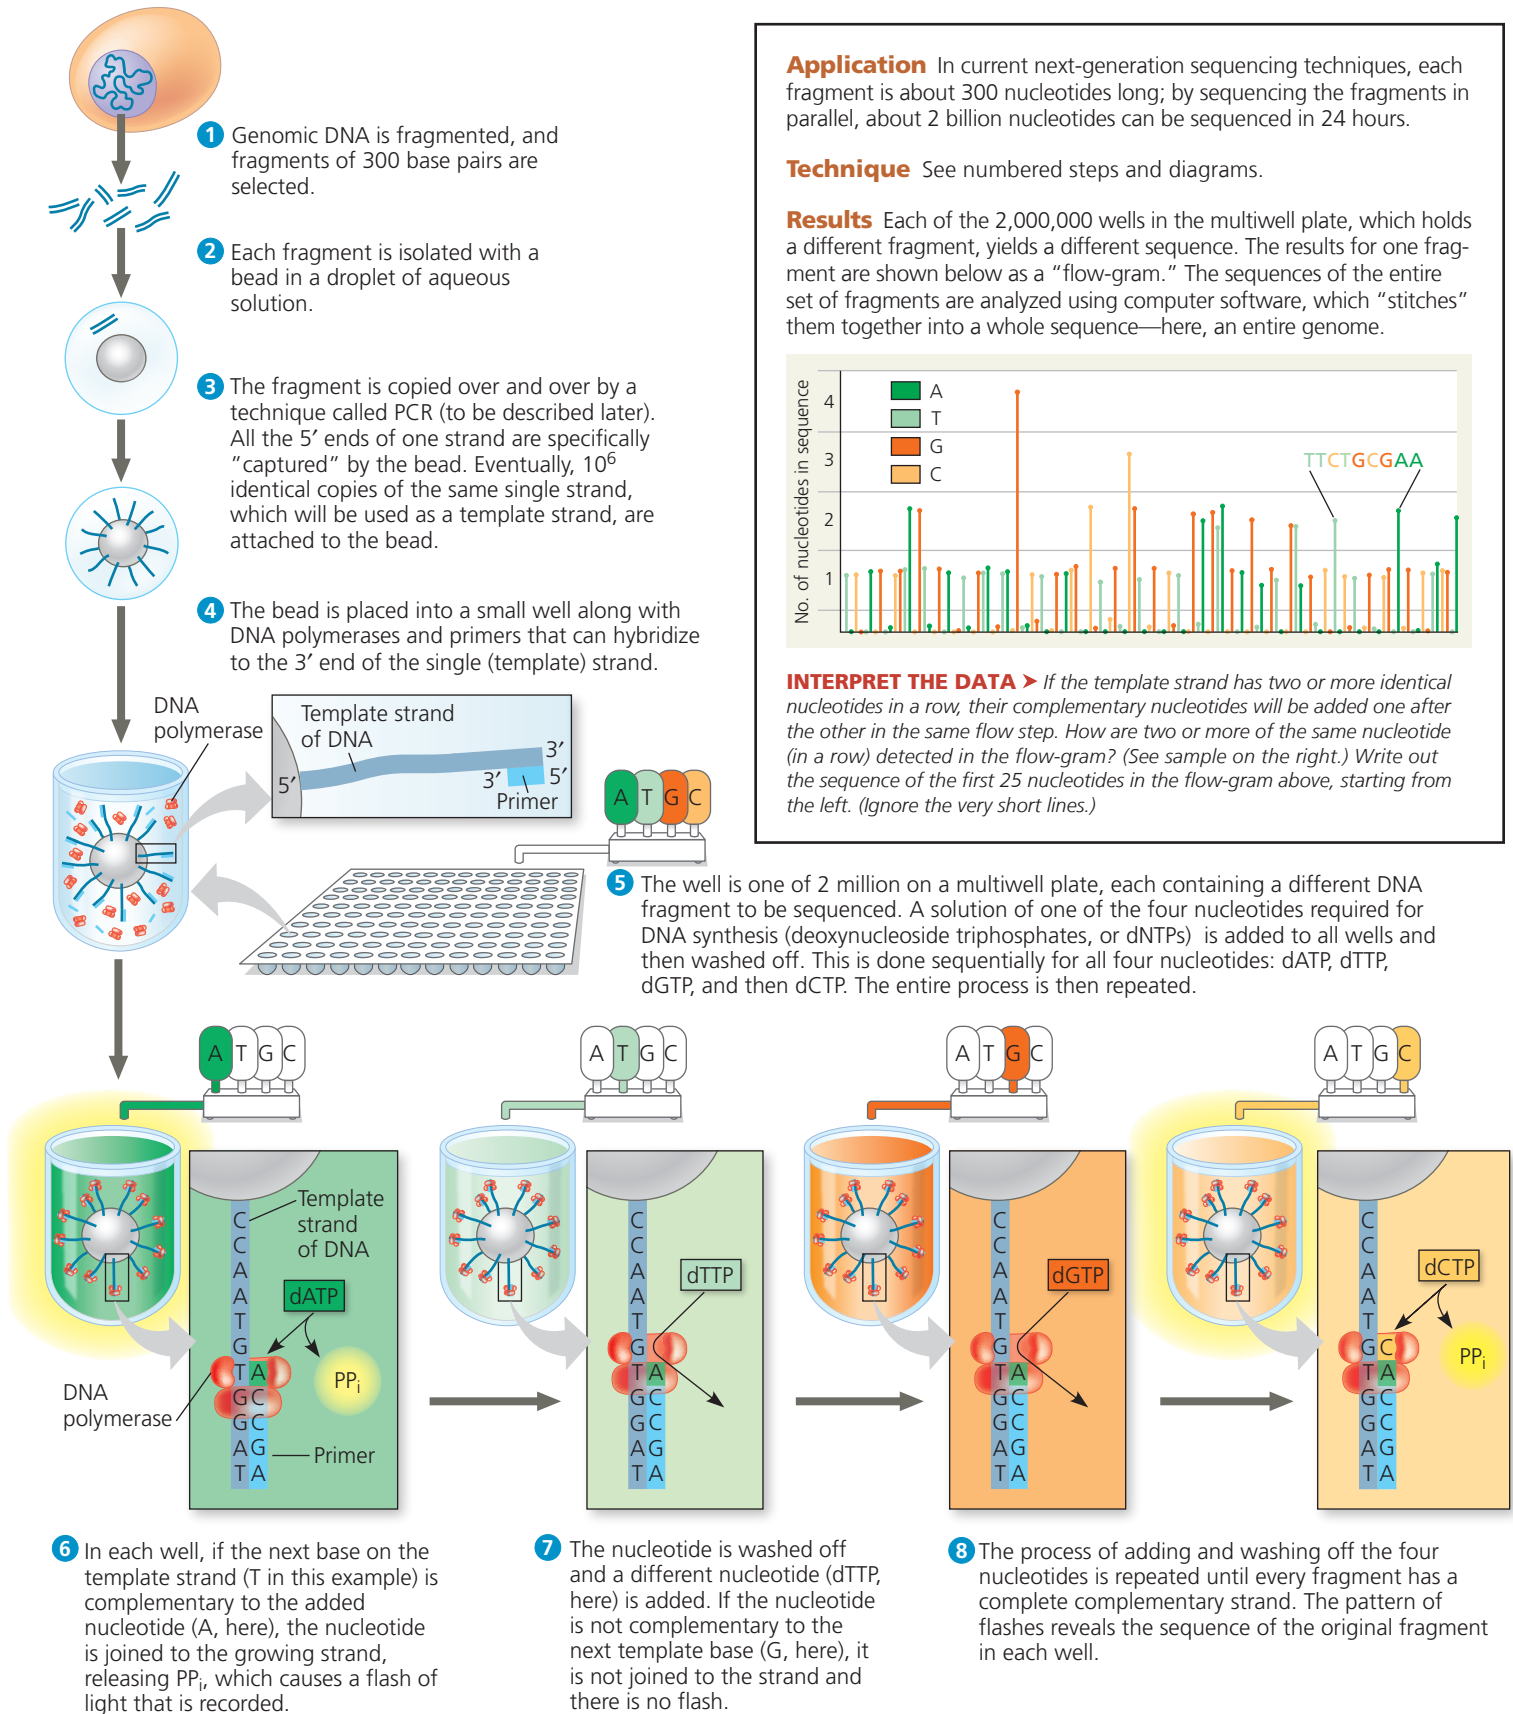 1 Genomic DNA is fragmented, and
fragments of 300 base pairs are
selected.
2 Each fragment is isolated with a
bead in a droplet of aqueous
solution.
3 The fragment is copied over and over by a
technique called PCR (to be described later).
All the 5′ ends of one strand are specifically
“captured” by the bead. Eventually, 10⁶
identical copies of the same single strand,
which will be used as a template strand, are
attached to the bead.
4 The bead is placed into a small well along with
DNA polymerases and primers that can hybridize
to the 3′ end of the single (template) strand.
Application In current next-generation sequencing techniques, each
fragment is about 300 nucleotides long; by sequencing the fragments in
parallel, about 2 billion nucleotides can be sequenced in 24 hours.
Technique See numbered steps and diagrams.
Results Each of the 2,000,000 wells in the multiwell plate, which holds
a different fragment, yields a different sequence. The results for one frag-
ment are shown below as a “flow-gram.” The sequences of the entire
set of fragments are analyzed using computer software, which “stitches”
them together into a whole sequence—here, an entire genome.
No. of nucleotides in sequence
4
3
2
1
A
T
G
C
TTCTGCGAA
INTERPRET THE DATA ➤ If the template strand has two or more identical
nucleotides in a row, their complementary nucleotides will be added one after
the other in the same flow step. How are two or more of the same nucleotide
(in a row) detected in the flow-gram? (See sample on the right.) Write out
the sequence of the first 25 nucleotides in the flow-gram above, starting from
the left. (Ignore the very short lines.)
DNA
polymerase
Template strand
of DNA
5′
3′
3′
5′
Primer
A T G C
5 The well is one of 2 million on a multiwell plate, each containing a different DNA
fragment to be sequenced. A solution of one of the four nucleotides required for
DNA synthesis (deoxynucleoside triphosphates, or dNTPs) is added to all wells and
then washed off. This is done sequentially for all four nucleotides: dATP, dTTP,
dGTP, and then dCTP. The entire process is then repeated.
A T G C
Template
strand
of DNA
C
C
A
A
T
G
T A
G C
G C
A G
T A
dATP
PPᵢ
DNA
polymerase
Primer
A T G C
C
C
A
A
T
G
T A
G C
G C
A G
T A
dTTP
A T G C
C
C
A
A
T
G
T A
G C
G C
A G
T A
dGTP
A T G C
C
C
A
A
T
G C
T A
G C
G C
A G
T A
dCTP
PPᵢ
6 In each well, if the next base on the
template strand (T in this example) is
complementary to the added
nucleotide (A, here), the nucleotide
is joined to the growing strand,
releasing PPᵢ, which causes a flash of
light that is recorded.
7 The nucleotide is washed off
and a different nucleotide (dTTP,
here) is added. If the nucleotide
is not complementary to the
next template base (G, here), it
is not joined to the strand and
there is no flash.
8 The process of adding and washing off the four
nucleotides is repeated until every fragment has a
complete complementary strand. The pattern of
flashes reveals the sequence of the original fragment
in each well.